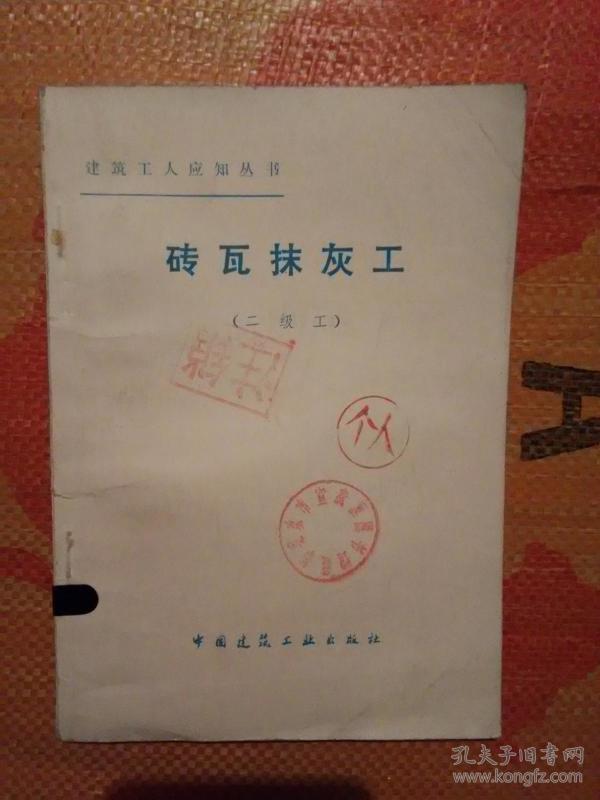 建筑工人应知丛书
砖瓦抹灰工
(二级工)
个人
中国建筑工业出版社
孔夫子旧书网
www.kongfz.com